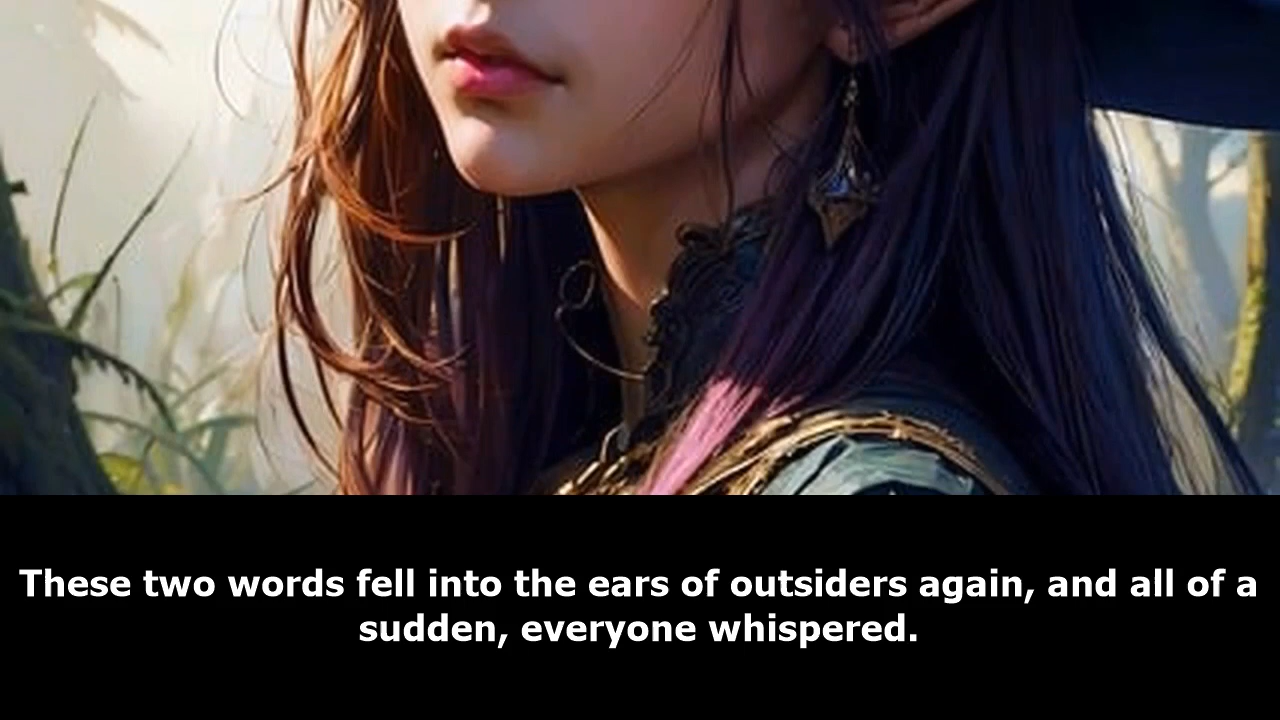 These two words fell into the ears of outsiders again, and all of a
sudden, everyone whispered.